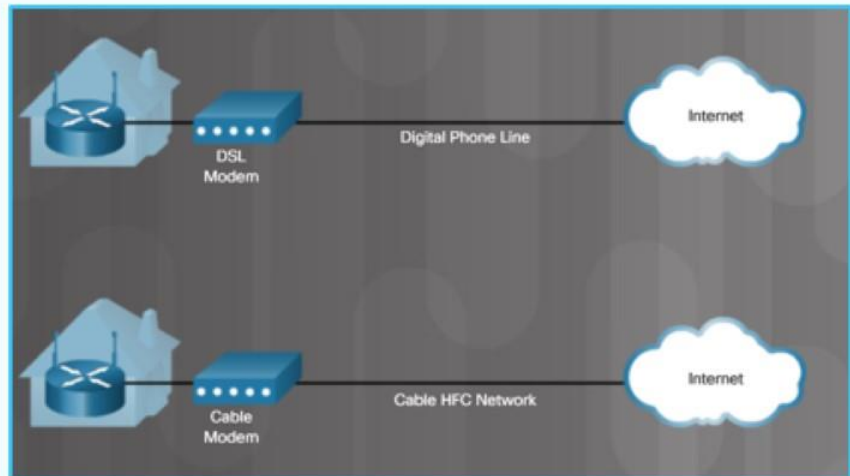 Internet
Digital Phone Line
DSL
Modem
Internet
Cable HFC Network
Cable
Modem